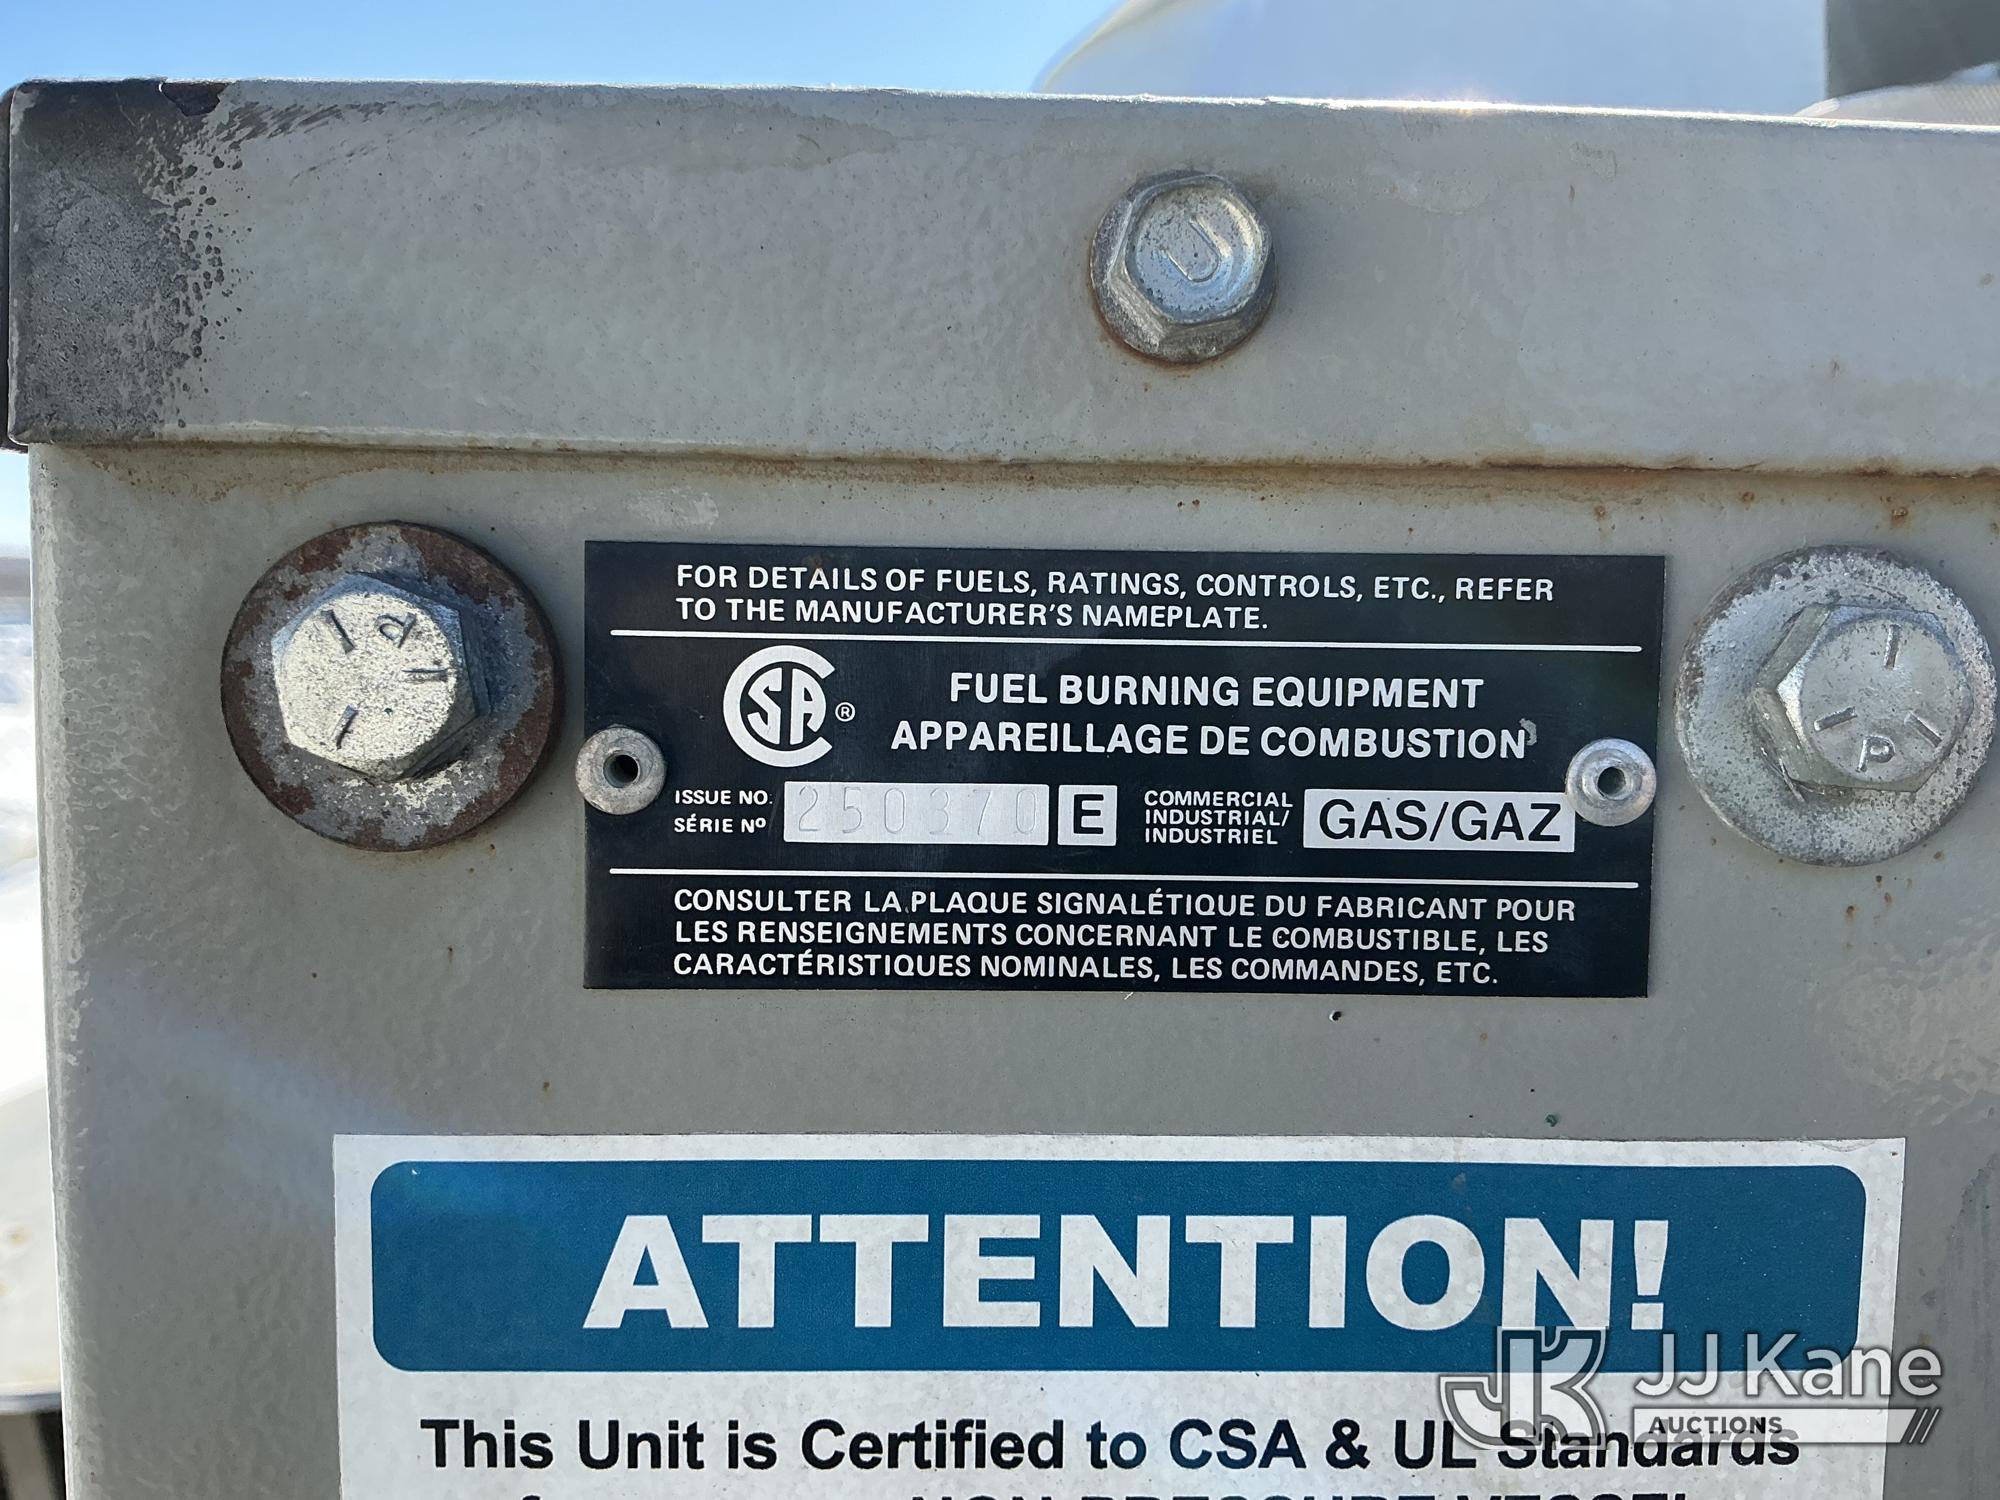 U
FOR DETAILS OF FUELS, RATINGS, CONTROLS, ETC., REFER
TO THE MANUFACTURER'S NAMEPLATE.
CSA ®
FUEL BURNING EQUIPMENT
APPAREILLAGE DE COMBUSTION
ISSUE NO.
SÉRIE Nº
250370 E
COMMERCIAL
INDUSTRIAL/
INDUSTRIEL
GAS/GAZ
CONSULTER LA PLAQUE SIGNALÉTIQUE DU FABRICANT POUR
LES RENSEIGNEMENTS CONCERNANT LE COMBUSTIBLE, LES
CARACTÉRISTIQUES NOMINALES, LES COMMANDES, ETC.
ATTENTION!
This Unit is Certified to CSA & UL Standards
JK JJ Kane
AUCTIONS